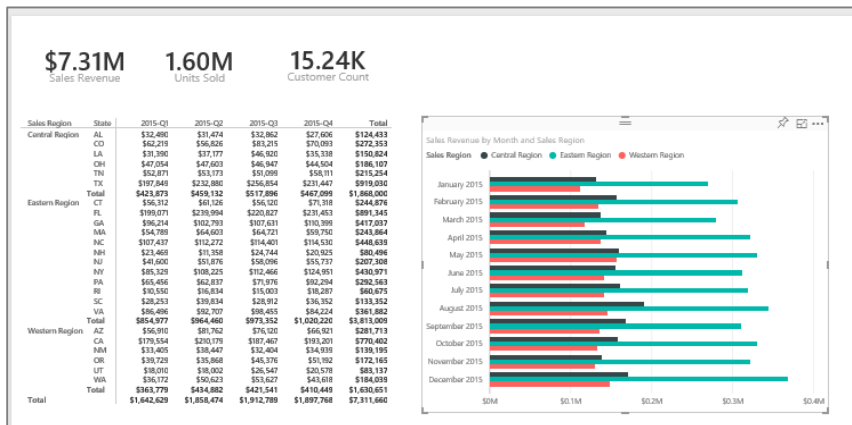 $7.31M 1.60M 15.24K
Sales Revenue Units Sold Customer Count
Sales Region State 2015-Q1 2015-Q2 2015-Q3 2015-Q4 Total
Central Region AL $32,490 $31,474 $32,862 $27,606 $124,433
CO $62,219 $56,826 $83,215 $70,093 $272,353
LA $31,390 $37,177 $46,920 $35,338 $150,824
OH $47,054 $47,603 $46,947 $44,504 $186,107
TN $52,871 $53,173 $51,099 $58,111 $215,254
TX $197,849 $232,880 $256,854 $231,447 $919,030
Total $423,873 $459,132 $517,896 $467,099 $1,868,000
Eastern Region CT $56,312 $61,126 $56,120 $71,318 $244,876
FL $199,071 $239,994 $220,827 $231,453 $891,345
GA $96,214 $102,793 $107,631 $110,399 $417,037
MA $54,789 $64,603 $64,721 $59,750 $243,864
NC $107,437 $112,272 $114,401 $114,530 $448,639
NH $23,469 $11,358 $24,744 $20,925 $80,496
NJ $41,600 $51,876 $58,096 $55,737 $207,308
NY $85,329 $108,225 $112,466 $124,951 $430,971
PA $65,456 $62,837 $71,976 $92,294 $292,563
RI $10,550 $16,834 $15,003 $18,287 $60,675
SC $28,253 $39,834 $28,912 $36,352 $133,352
VA $86,496 $92,707 $98,455 $84,224 $361,882
Total $854,977 $964,460 $973,352 $1,020,220 $3,813,009
Western Region AZ $56,910 $81,762 $76,120 $66,921 $281,713
CA $179,554 $210,179 $187,467 $193,201 $770,402
NM $33,405 $38,447 $32,404 $34,939 $139,195
OR $39,729 $35,868 $45,376 $51,192 $172,165
UT $18,010 $18,002 $26,547 $20,578 $83,137
WA $36,172 $50,623 $53,627 $43,618 $184,039
Total $363,779 $434,882 $421,541 $410,449 $1,630,651
Total $1,642,629 $1,858,474 $1,912,789 $1,897,768 $7,311,660
Sales Revenue by Month and Sales Region
Sales Region Central Region Eastern Region Western Region
January 2015
February 2015
March 2015
April 2015
May 2015
June 2015
July 2015
August 2015
September 2015
October 2015
November 2015
December 2015
$0M $0.1M $0.2M $0.3M $0.4M